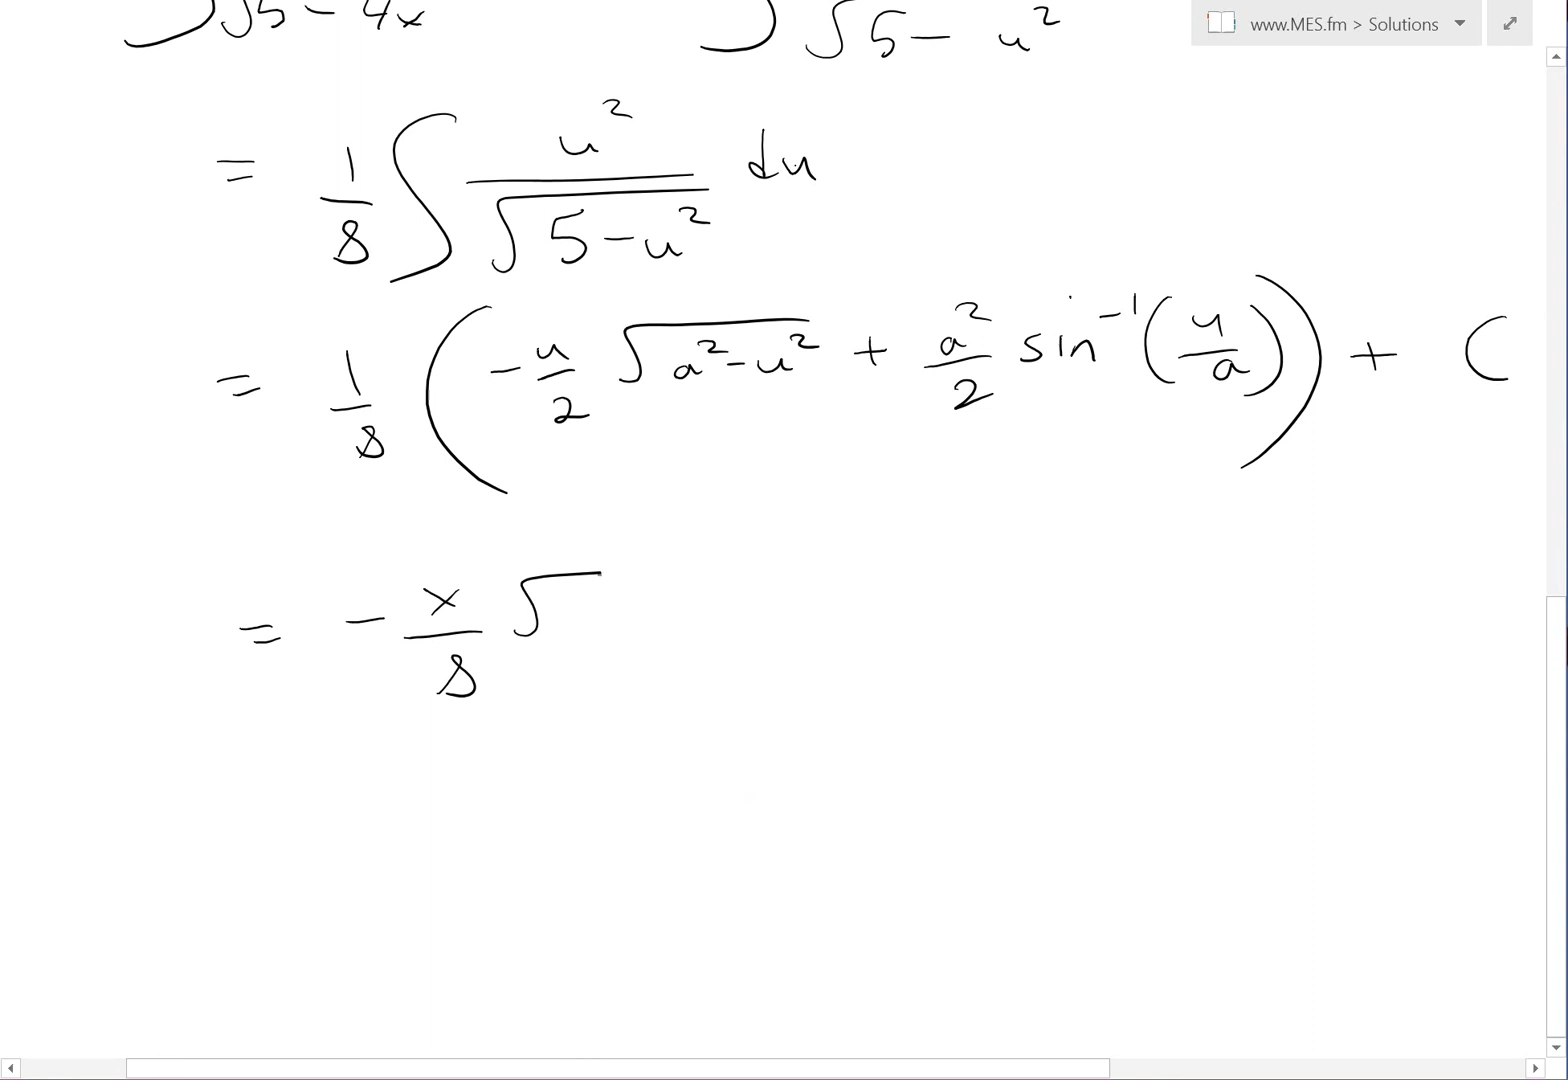 √5 - 4x √5 - u²
www.MES.fm > Solutions
= 1/8 ∫ u²/√(5-u²) du
= 1/8 (-u/2 √(a²-u²) + a²/2 sin⁻¹(u/a)) + C
= - x/8 √